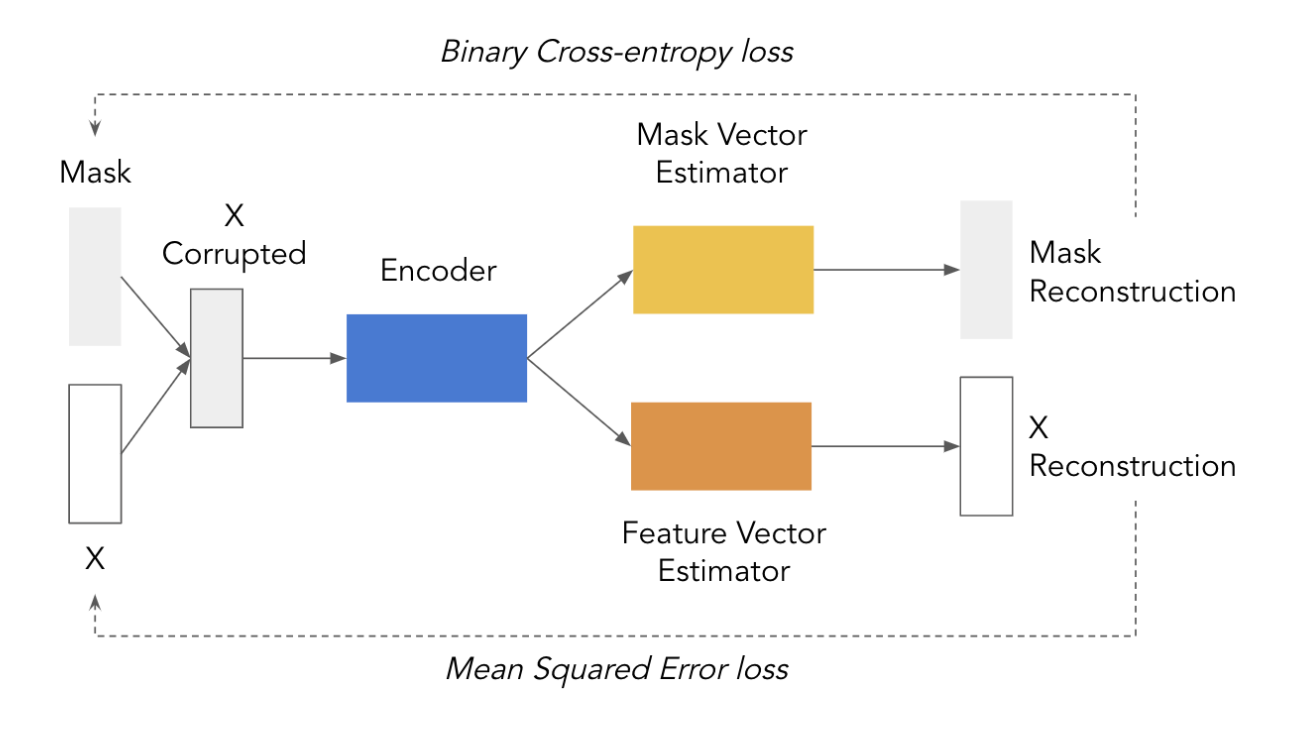 Binary Cross-entropy loss
Mask
X
Corrupted
Encoder
Mask Vector
Estimator
Mask
Reconstruction
X
Feature Vector
Estimator
X
Reconstruction
Mean Squared Error loss